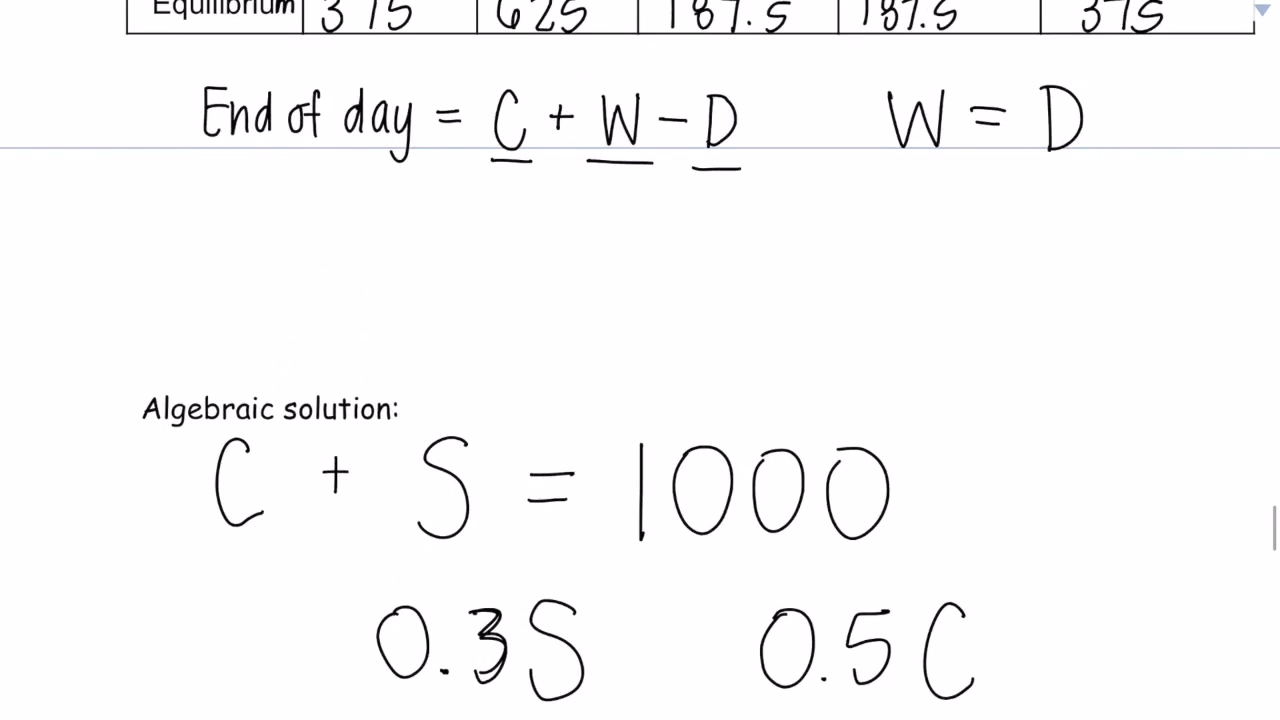 Equilibrium 375 625 187.5 187.5 375
End of day = C + W - D W = D
Algebraic solution:
C + S = 1000
0.3S 0.5C